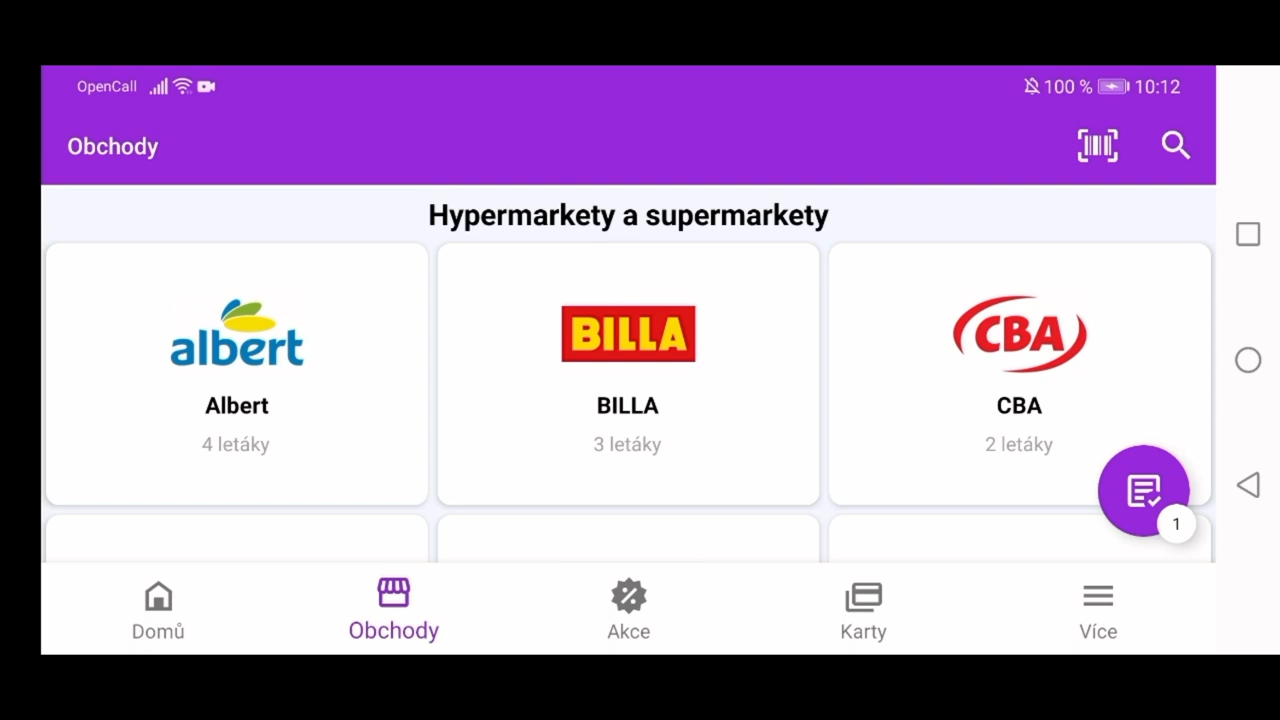 OpenCall 100 % 10:12
Obchody
Hypermarkety a supermarkety
albert BILLA CBA
Albert BILLA CBA
4 letáky 3 letáky 2 letáky
1
Domů Obchody Akce Karty Více